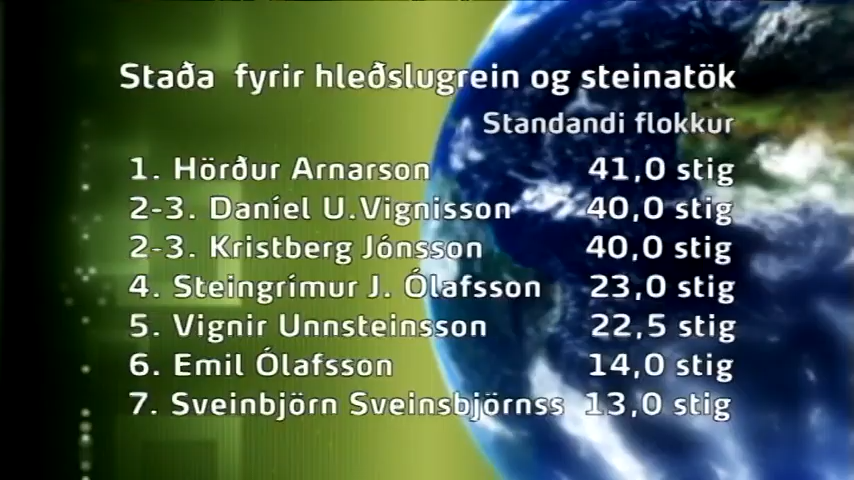 Staða fyrir hleðslugrein og steinatök
Standandi flokkur
1. Hörður Arnarson 41,0 stig
2-3. Daníel U.Vignisson 40,0 stig
2-3. Kristberg Jónsson 40,0 stig
4. Steingrímur J. Ólafsson 23,0 stig
5. Vignir Unnsteinsson 22,5 stig
6. Emil Ólafsson 14,0 stig
7. Sveinbjörn Sveinsbjörnss 13,0 stig